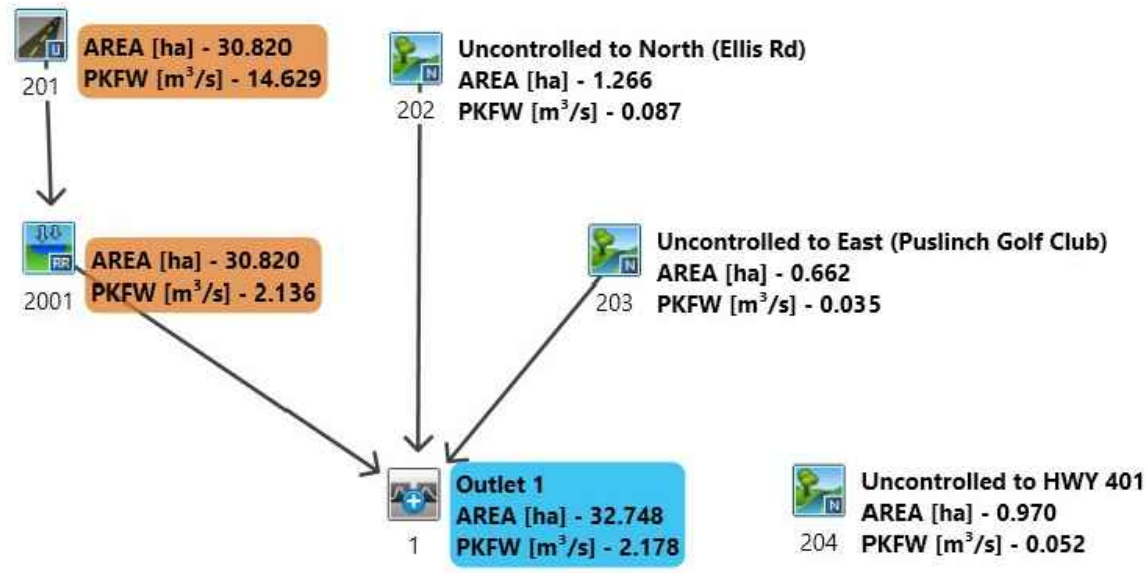 AREA [ha] - 30.820
PKFW [m³/s] - 14.629
U
201
Uncontrolled to North (Ellis Rd)
AREA [ha] - 1.266
PKFW [m³/s] - 0.087
N
202
AREA [ha] - 30.820
PKFW [m³/s] - 2.136
RR
2001
Uncontrolled to East (Puslinch Golf Club)
AREA [ha] - 0.662
PKFW [m³/s] - 0.035
N
203
Outlet 1
AREA [ha] - 32.748
PKFW [m³/s] - 2.178
1
Uncontrolled to HWY 401
AREA [ha] - 0.970
PKFW [m³/s] - 0.052
N
204